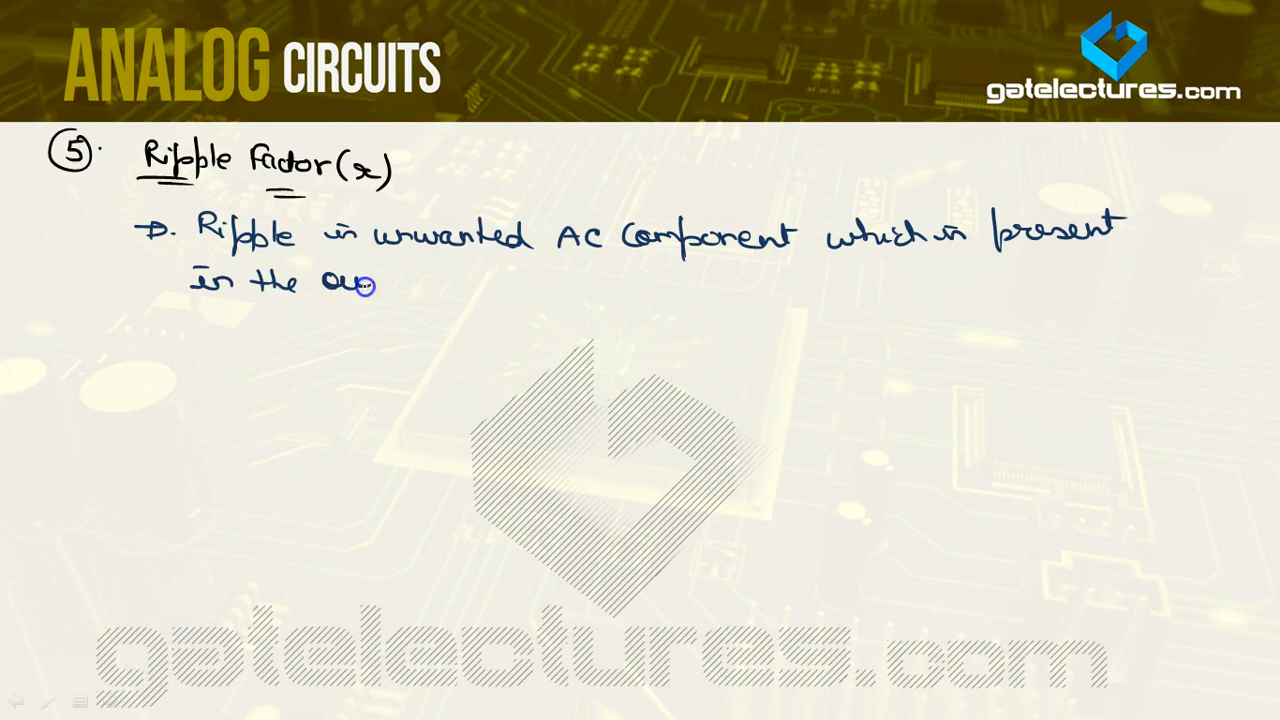 ANALOG CIRCUITS
gatelectures.com
5. Ripple Factor (r)
D. Ripple is unwanted AC Component which is present
in the ou
gatelectures.com